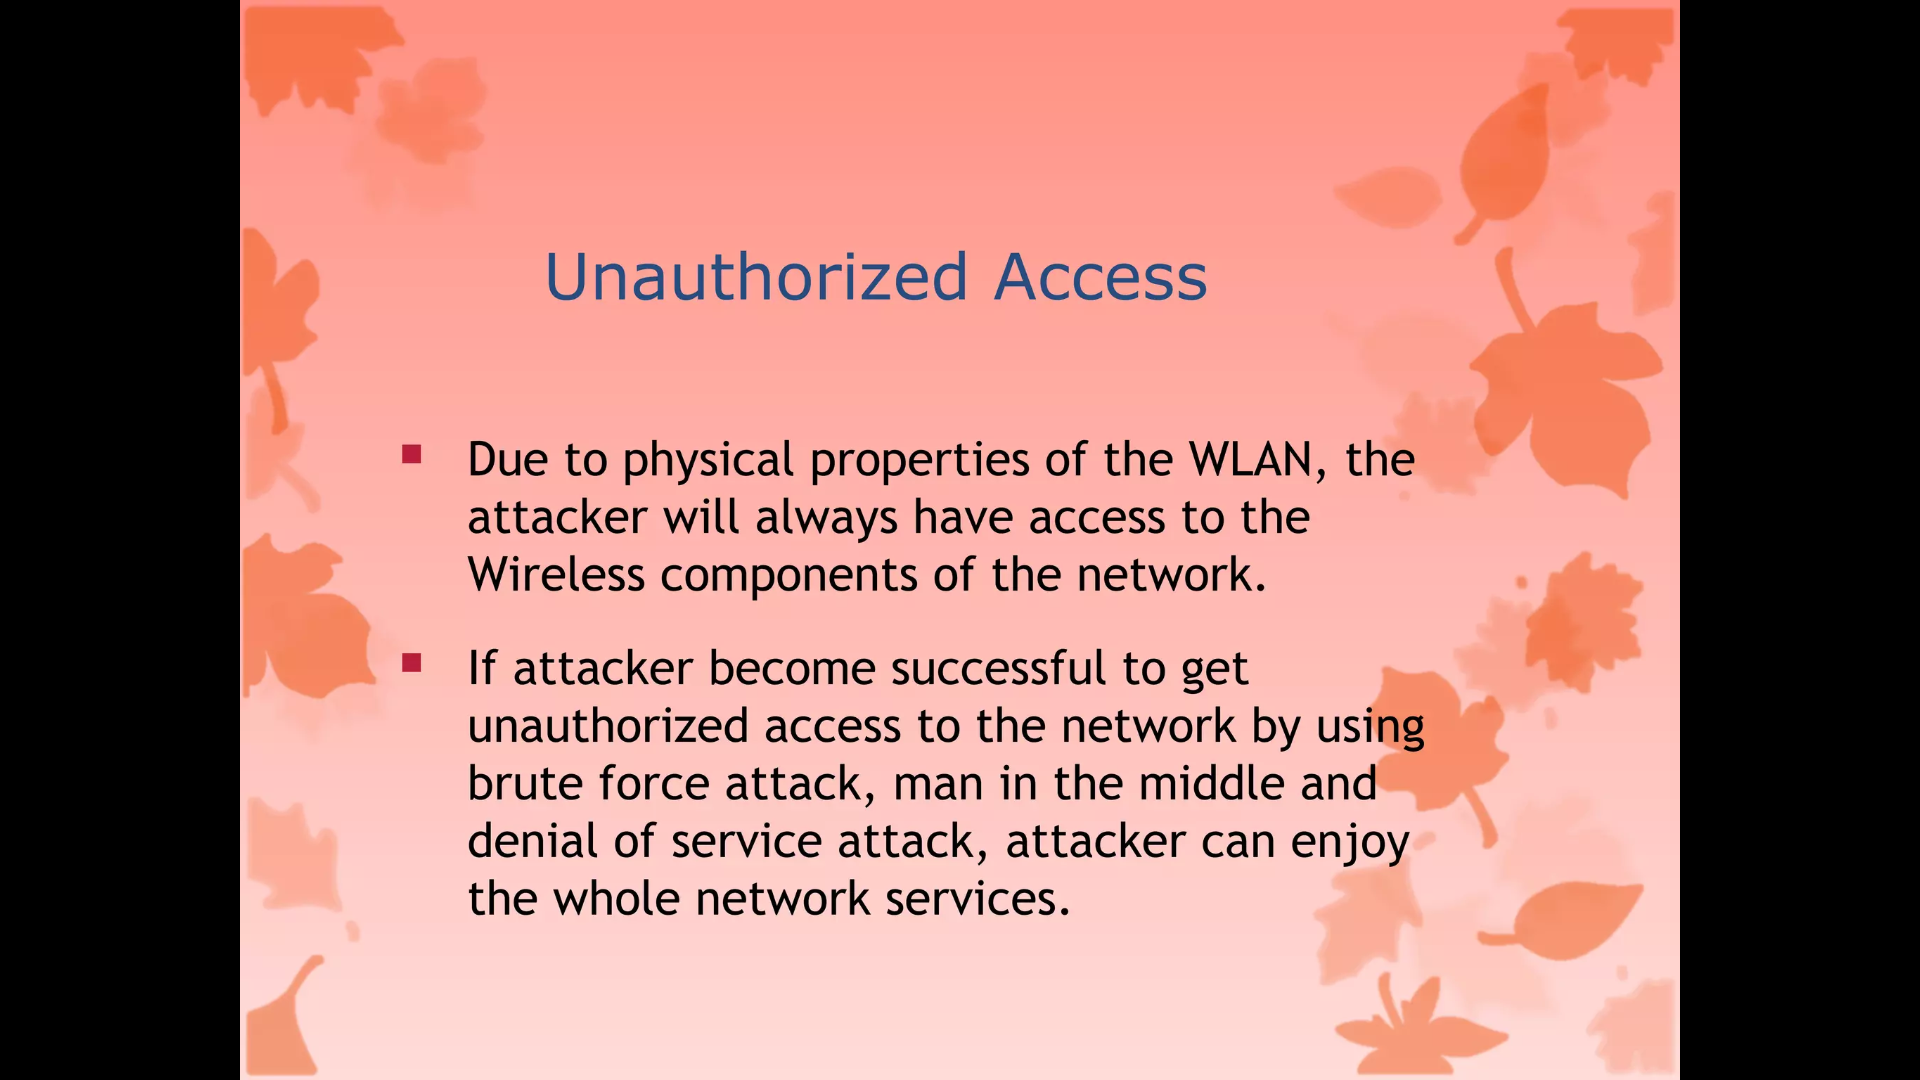 Unauthorized Access
Due to physical properties of the WLAN, the
attacker will always have access to the
Wireless components of the network.
If attacker become successful to get
unauthorized access to the network by using
brute force attack, man in the middle and
denial of service attack, attacker can enjoy
the whole network services.